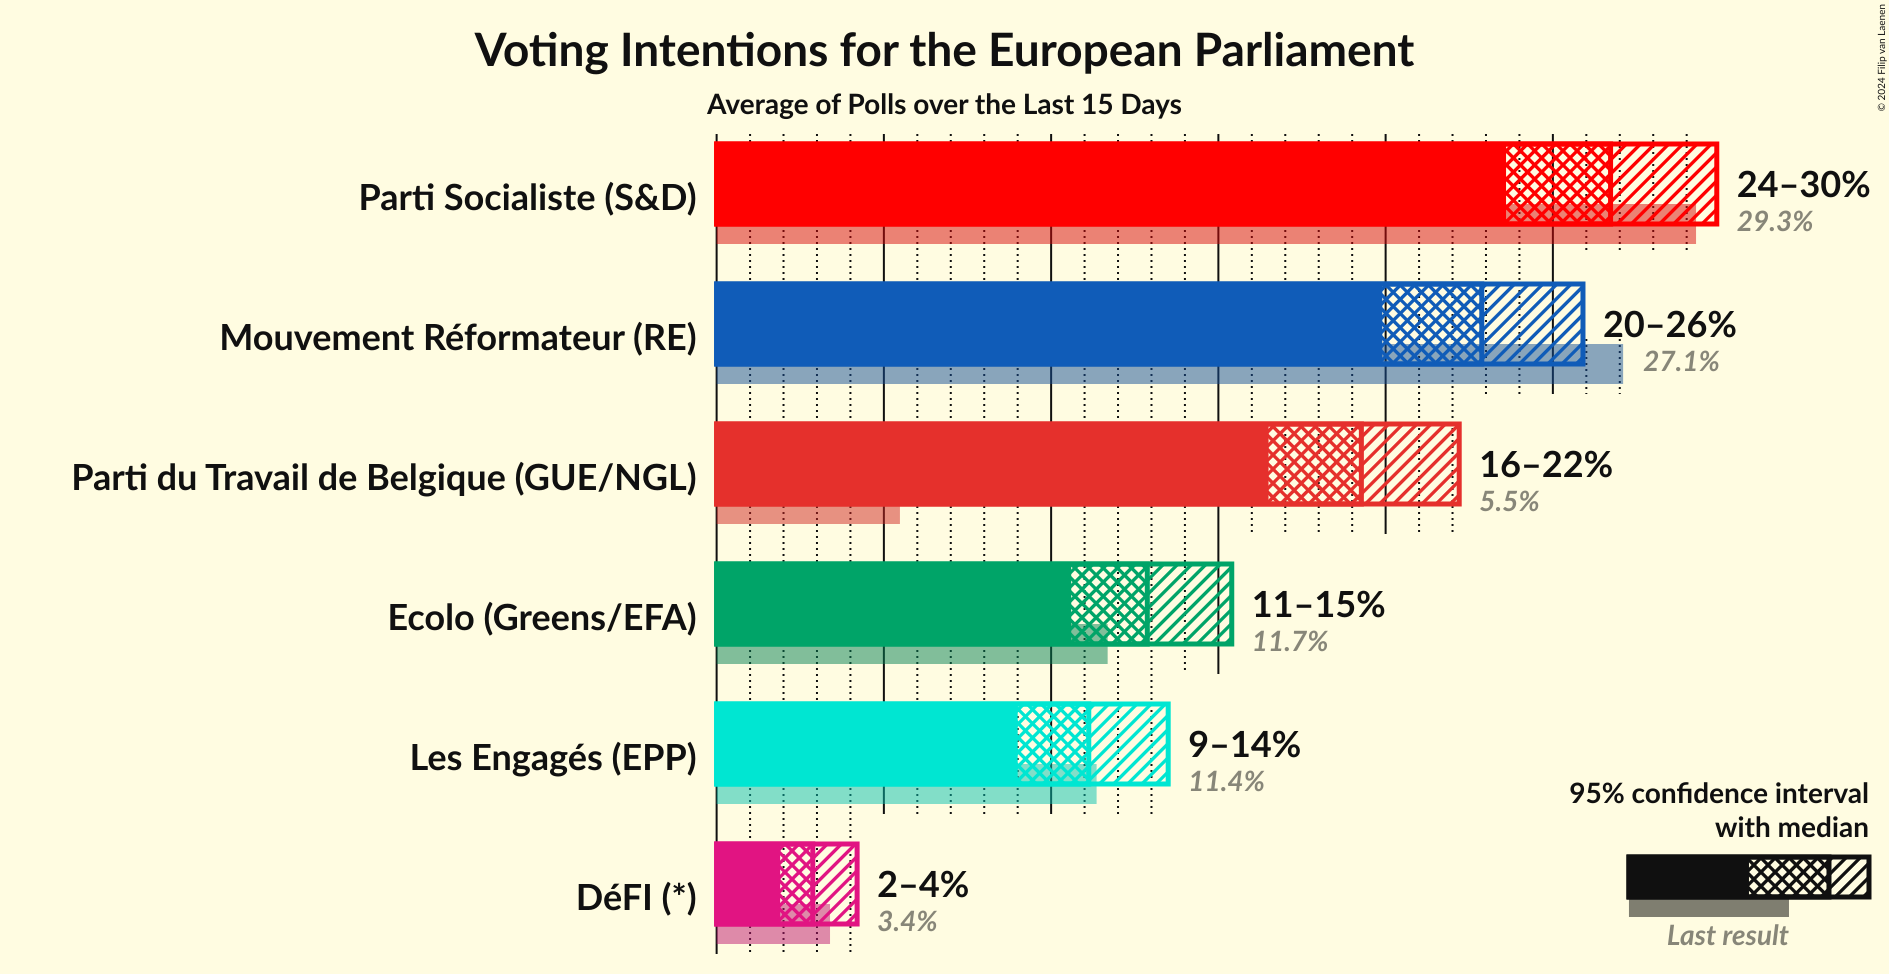 Voting Intentions for the European Parliament
Average of Polls over the Last 15 Days
© 2024 Filip van Laenen
Parti Socialiste (S&D)
24–30%
29.3%
Mouvement Réformateur (RE)
20–26%
27.1%
Parti du Travail de Belgique (GUE/NGL)
16–22%
5.5%
Ecolo (Greens/EFA)
11–15%
11.7%
Les Engagés (EPP)
9–14%
11.4%
DéFI (*)
2–4%
3.4%
95% confidence interval
with median
Last result